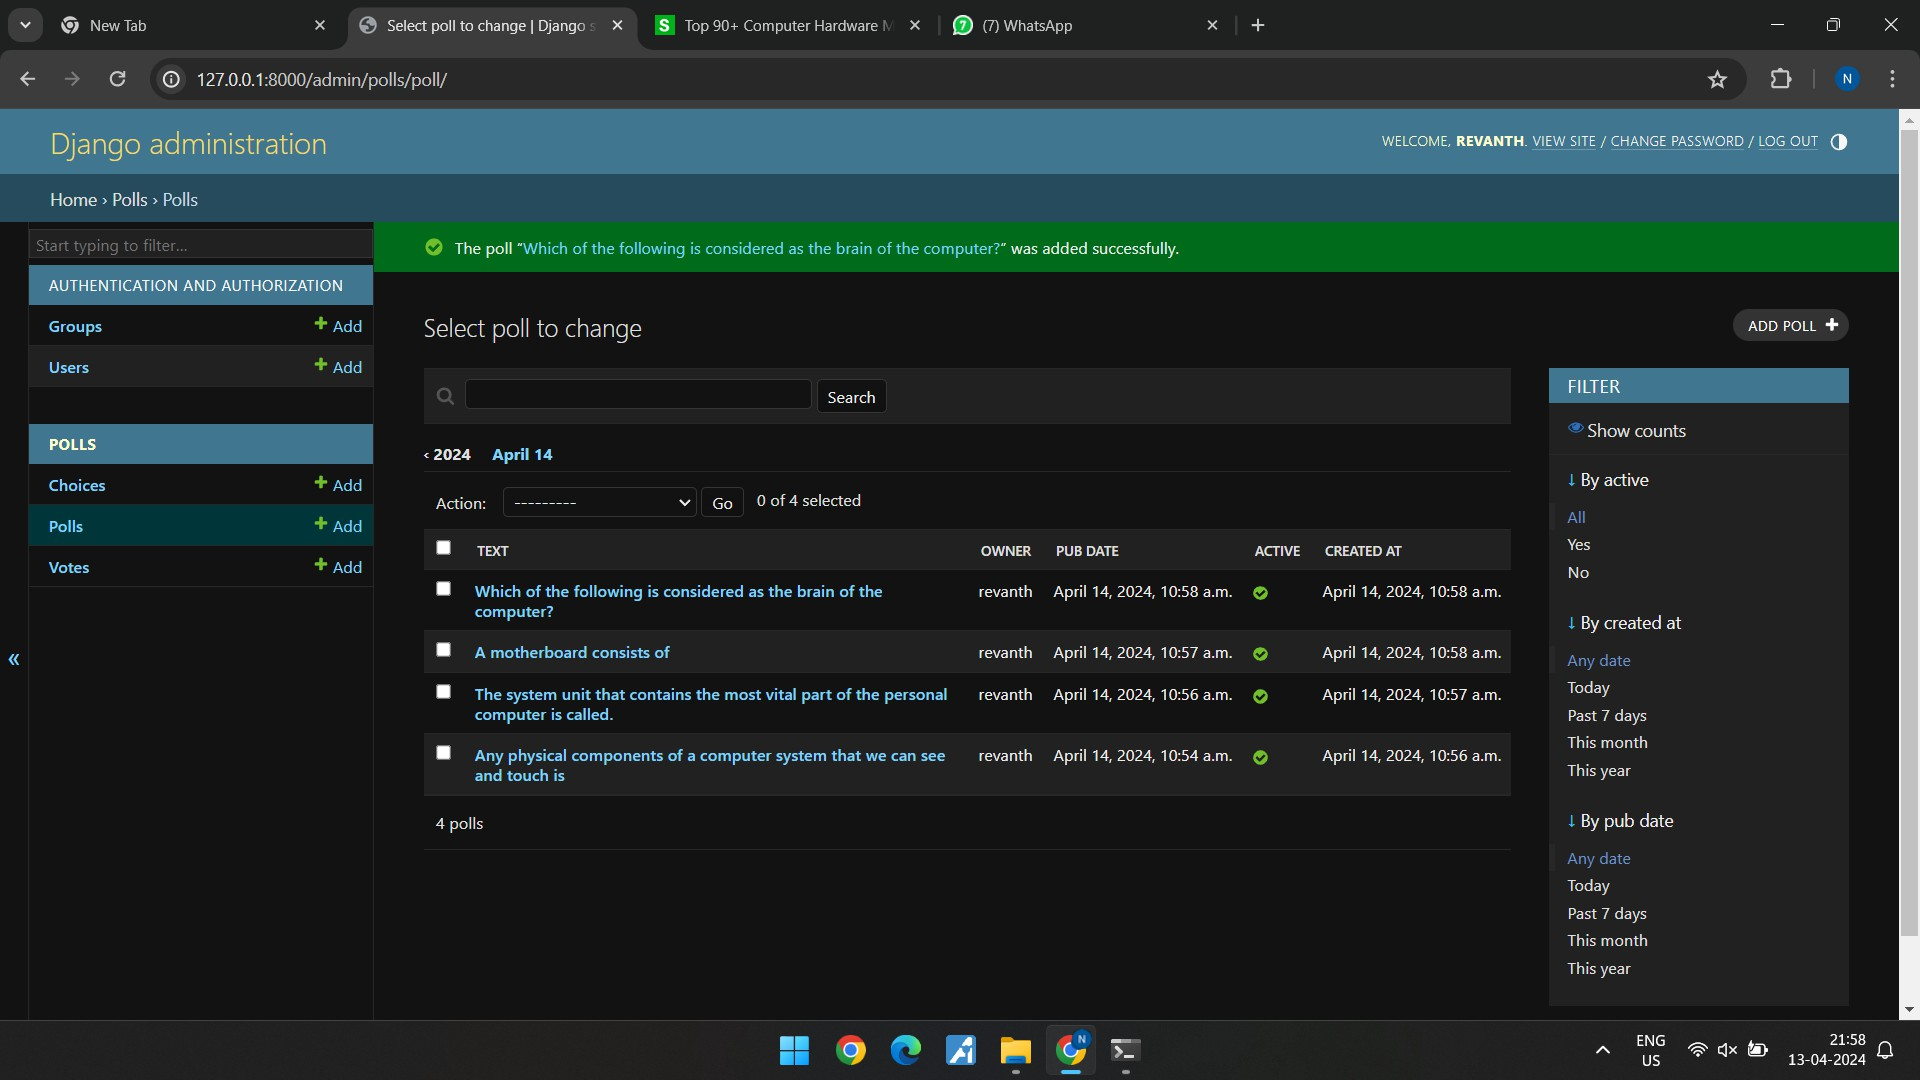 New Tab
Select poll to change | Django s
Top 90+ Computer Hardware M
(7) WhatsApp
127.0.0.1:8000/admin/polls/poll/
N
Django administration
WELCOME, REVANTH. VIEW SITE / CHANGE PASSWORD / LOG OUT
Home › Polls › Polls
Start typing to filter...
AUTHENTICATION AND AUTHORIZATION
Groups + Add
Users + Add
POLLS
Choices + Add
Polls + Add
Votes + Add
«
The poll “Which of the following is considered as the brain of the computer?” was added successfully.
Select poll to change
ADD POLL +
Search
‹ 2024 April 14
Action: --------- Go 0 of 4 selected
TEXT OWNER PUB DATE ACTIVE CREATED AT
Which of the following is considered as the brain of the
computer?
revanth April 14, 2024, 10:58 a.m. April 14, 2024, 10:58 a.m.
A motherboard consists of revanth April 14, 2024, 10:57 a.m. April 14, 2024, 10:58 a.m.
The system unit that contains the most vital part of the personal
computer is called.
revanth April 14, 2024, 10:56 a.m. April 14, 2024, 10:57 a.m.
Any physical components of a computer system that we can see
and touch is
revanth April 14, 2024, 10:54 a.m. April 14, 2024, 10:56 a.m.
4 polls
FILTER
Show counts
↓ By active
All
Yes
No
↓ By created at
Any date
Today
Past 7 days
This month
This year
↓ By pub date
Any date
Today
Past 7 days
This month
This year
N
ENG
US
21:58
13-04-2024